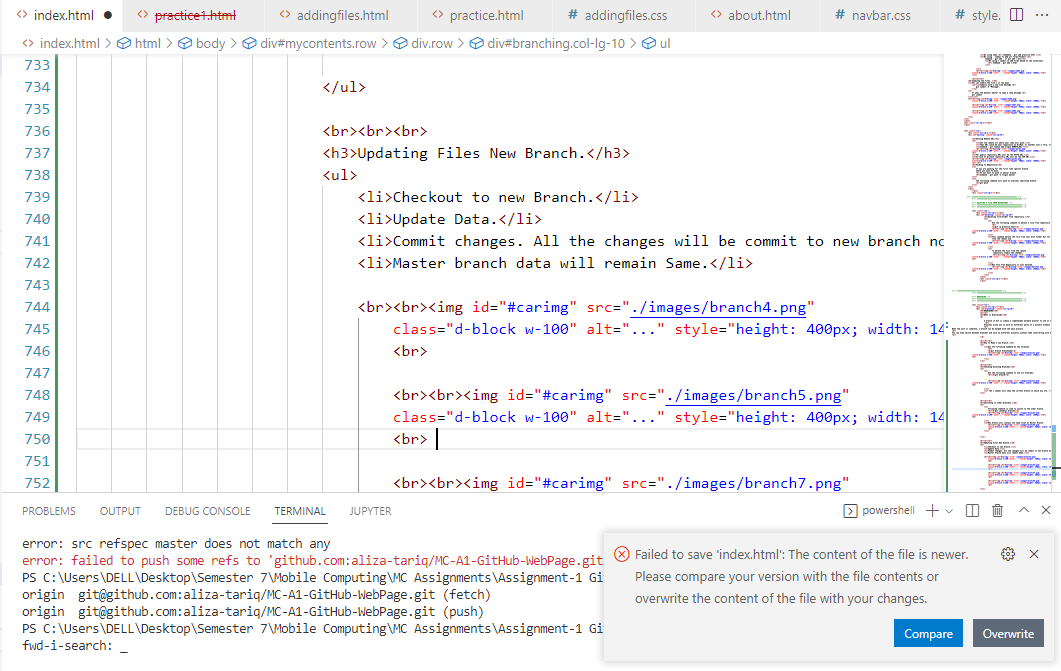 index.html ● practice1.html addingfiles.html practice.html # addingfiles.css about.html # navbar.css # style.
index.html > html > body > div#mycontents.row > div.row > div#branching.col-lg-10 > ul
733
734 </ul>
735
736 <br><br><br>
737 <h3>Updating Files New Branch.</h3>
738 <ul>
739 <li>Checkout to new Branch.</li>
740 <li>Update Data.</li>
741 <li>Commit changes. All the changes will be commit to new branch no
742 <li>Master branch data will remain Same.</li>
743
744 <br><br><img id="#carimg" src="./images/branch4.png"
745 class="d-block w-100" alt="..." style="height: 400px; width: 14
746 <br>
747
748 <br><br><img id="#carimg" src="./images/branch5.png"
749 class="d-block w-100" alt="..." style="height: 400px; width: 14
750 <br>
751
752 <br><br><img id="#carimg" src="./images/branch7.png"
PROBLEMS OUTPUT DEBUG CONSOLE TERMINAL JUPYTER powershell
error: src refspec master does not match any
error: failed to push some refs to 'github.com:aliza-tariq/MC-A1-GitHub-WebPage.git
PS C:\Users\DELL\Desktop\Semester 7\Mobile Computing\MC Assignments\Assignment-1 Gi
origin git@github.com:aliza-tariq/MC-A1-GitHub-WebPage.git (fetch)
origin git@github.com:aliza-tariq/MC-A1-GitHub-WebPage.git (push)
PS C:\Users\DELL\Desktop\Semester 7\Mobile Computing\MC Assignments\Assignment-1 Gi
fwd-i-search: _
Failed to save 'index.html': The content of the file is newer.
Please compare your version with the file contents or
overwrite the content of the file with your changes.
Compare Overwrite